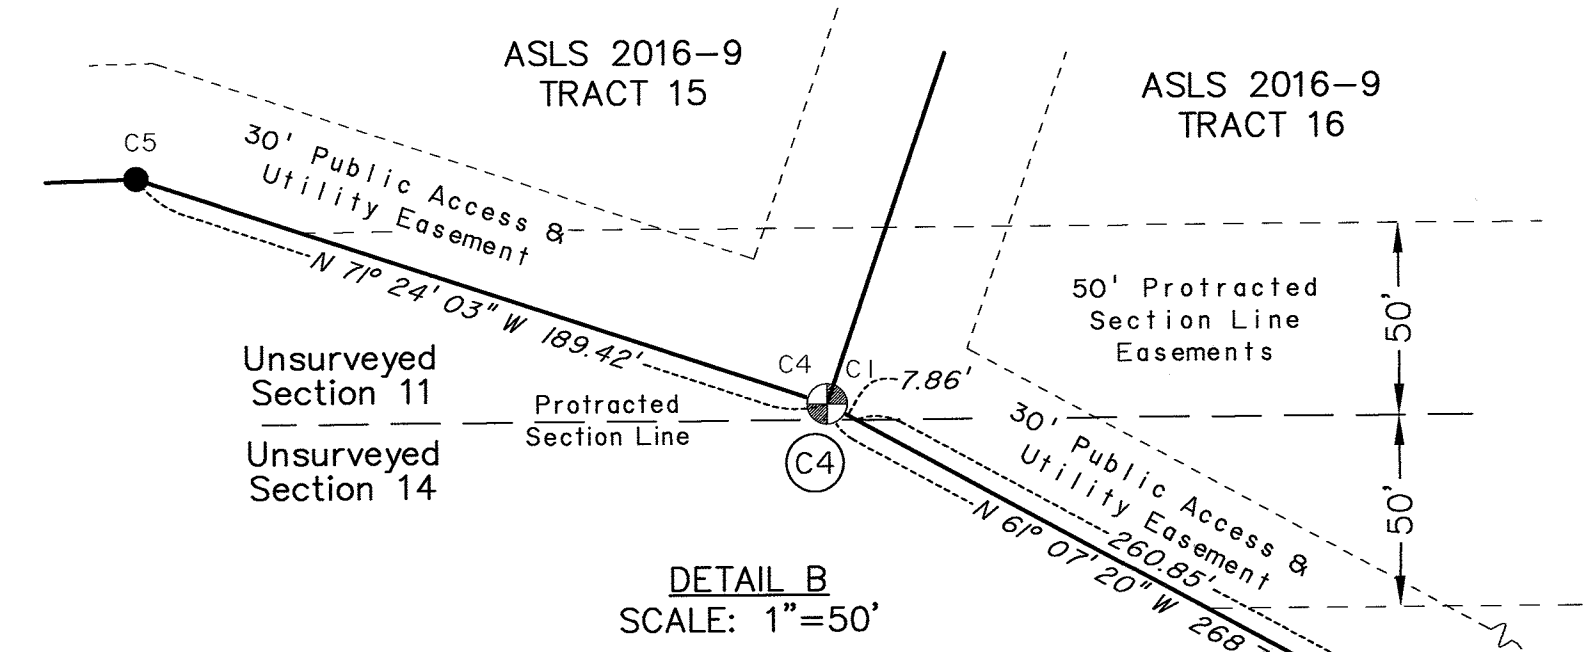 ASLS 2016-9
TRACT 15
ASLS 2016-9
TRACT 16
C5
30' Public Access &
Utility Easement
N 71° 24' 03" W 189.42'
50' Protracted
Section Line
Easements
50'
Unsurveyed
Section 11
C4
C1
7.86'
Protracted
Section Line
Unsurveyed
Section 14
C4
30' Public Access &
Utility Easement
50'
260.85'
N 61° 07' 20" W 268
DETAIL B
SCALE: 1"=50'